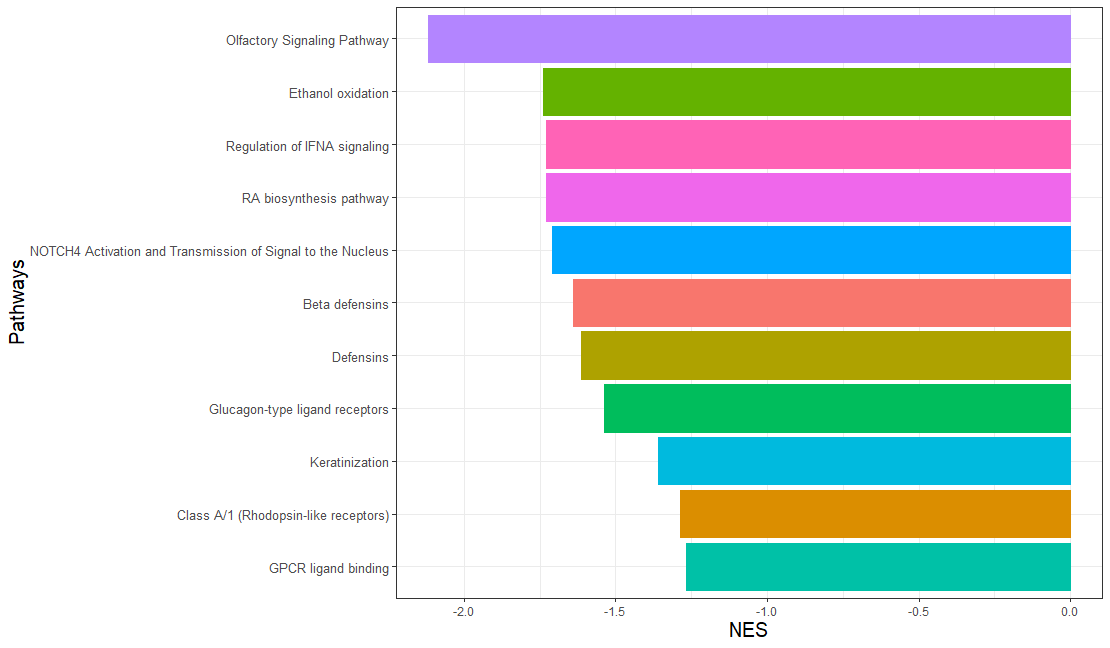 Pathways
Olfactory Signaling Pathway
Ethanol oxidation
Regulation of IFNA signaling
RA biosynthesis pathway
NOTCH4 Activation and Transmission of Signal to the Nucleus
Beta defensins
Defensins
Glucagon-type ligand receptors
Keratinization
Class A/1 (Rhodopsin-like receptors)
GPCR ligand binding
-2.0 -1.5 -1.0 -0.5 0.0
NES